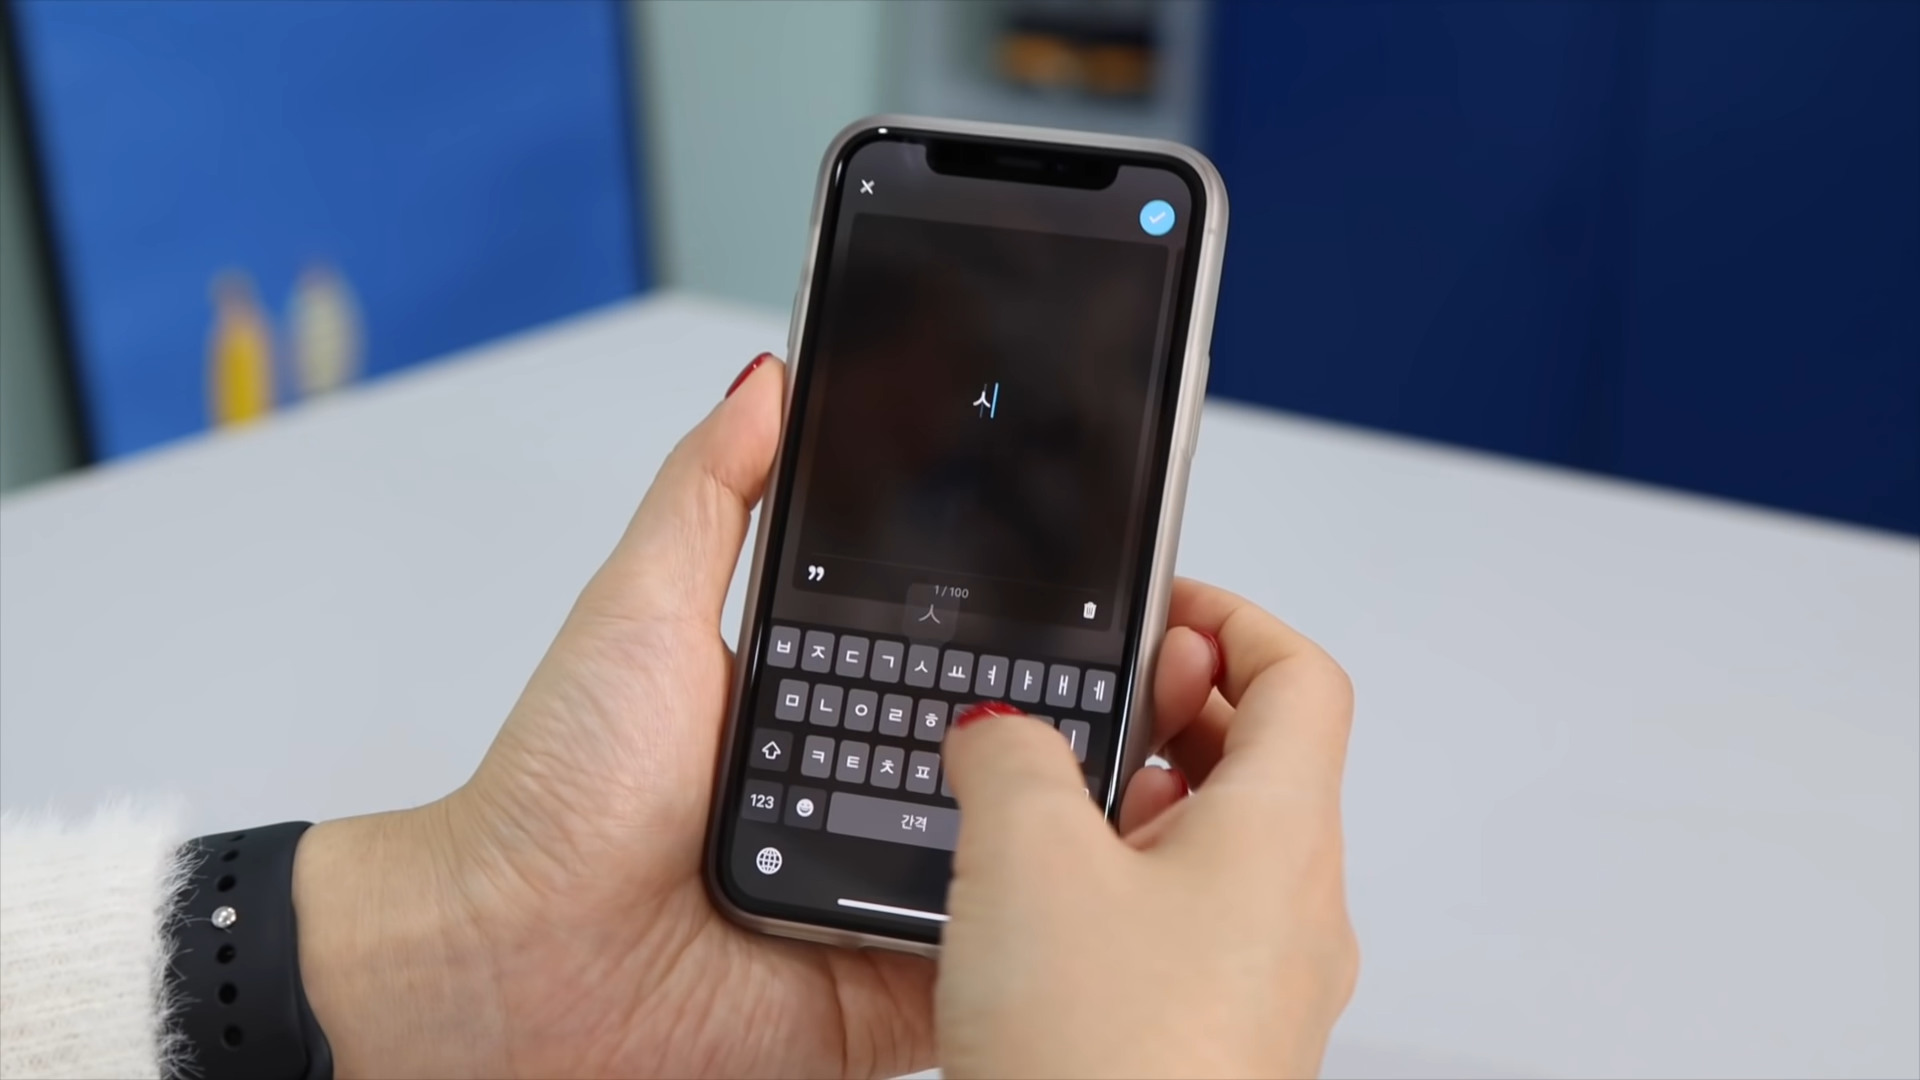 시
1 / 100
ㅅ
ㅂ ㅈ ㄷ ㄱ ㅅ ㅛ ㅕ ㅑ ㅐ ㅔ
ㅁ ㄴ ㅇ ㄹ ㅎ ㅣ
ㅋ ㅌ ㅊ ㅍ
123 간격